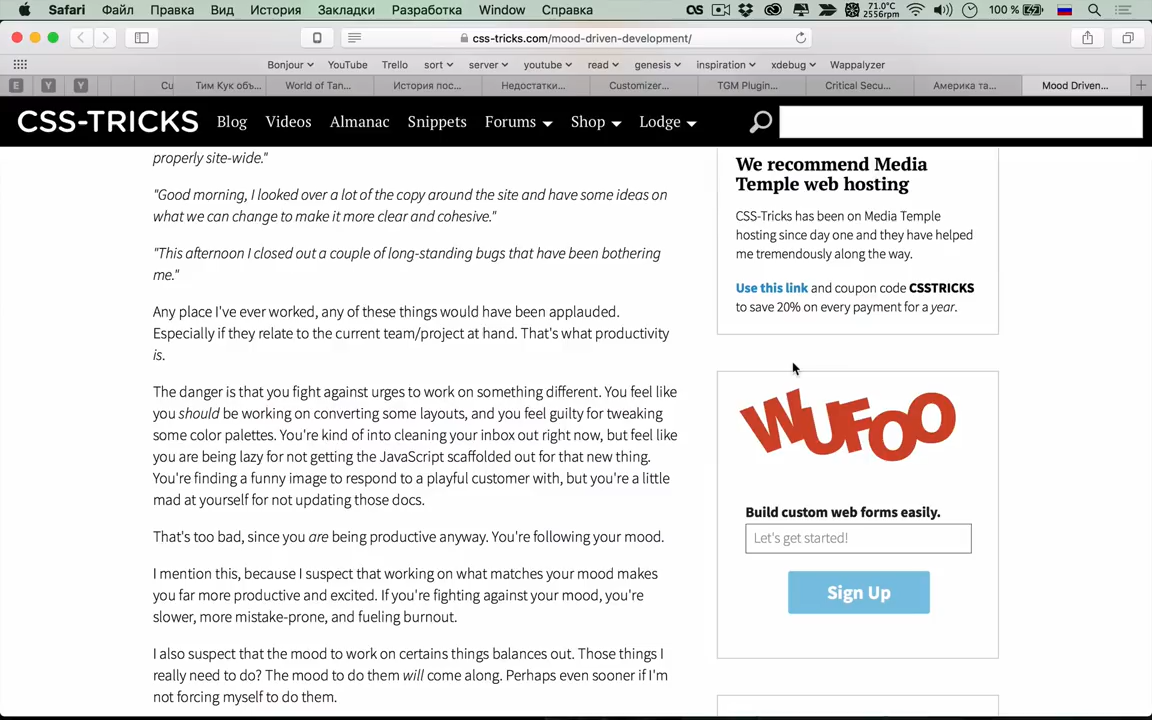 Safari Файл Правка Вид История Закладки Разработка Window Справка 71.0°C 2556rpm 100 %
css-tricks.com/mood-driven-development/
Bonjour YouTube Trello sort server youtube read genesis inspiration xdebug Wappalyzer
E Y Y Cu Тим Кук объ... World of Tan... История пос... Недостатки... Customizer... TGM Plugin... Critical Secu... Америка та... Mood Driven...
CSS-TRICKS Blog Videos Almanac Snippets Forums Shop Lodge
properly site-wide."
"Good morning, I looked over a lot of the copy around the site and have some ideas on
what we can change to make it more clear and cohesive."
"This afternoon I closed out a couple of long-standing bugs that have been bothering
me."
Any place I've ever worked, any of these things would have been applauded.
Especially if they relate to the current team/project at hand. That's what productivity
is.
The danger is that you fight against urges to work on something different. You feel like
you should be working on converting some layouts, and you feel guilty for tweaking
some color palettes. You're kind of into cleaning your inbox out right now, but feel like
you are being lazy for not getting the JavaScript scaffolded out for that new thing.
You're finding a funny image to respond to a playful customer with, but you're a little
mad at yourself for not updating those docs.
That's too bad, since you are being productive anyway. You're following your mood.
I mention this, because I suspect that working on what matches your mood makes
you far more productive and excited. If you're fighting against your mood, you're
slower, more mistake-prone, and fueling burnout.
I also suspect that the mood to work on certains things balances out. Those things I
really need to do? The mood to do them will come along. Perhaps even sooner if I'm
not forcing myself to do them.
We recommend Media
Temple web hosting
CSS-Tricks has been on Media Temple
hosting since day one and they have helped
me tremendously along the way.
Use this link and coupon code CSSTRICKS
to save 20% on every payment for a year.
WUFOO
Build custom web forms easily.
Let's get started!
Sign Up